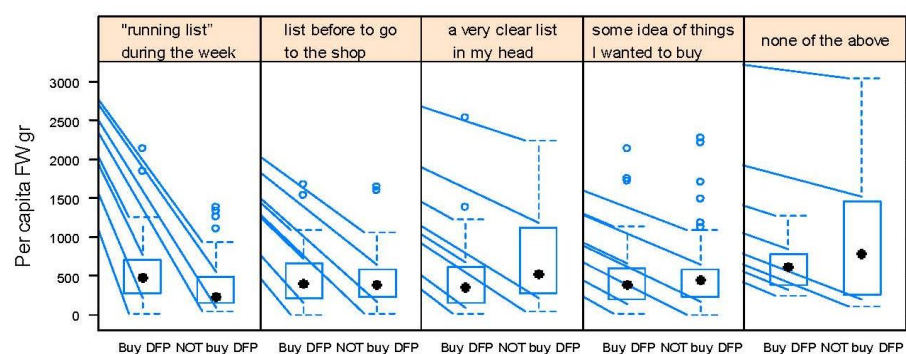 "running list"
during the week
list before to go
to the shop
a very clear list
in my head
some idea of things
I wanted to buy
none of the above
Per capita FW gr
3000
2500
2000
1500
1000
500
0
Buy DFP NOT buy DFP
Buy DFP NOT buy DFP
Buy DFP NOT buy DFP
Buy DFP NOT buy DFP
Buy DFP NOT buy DFP